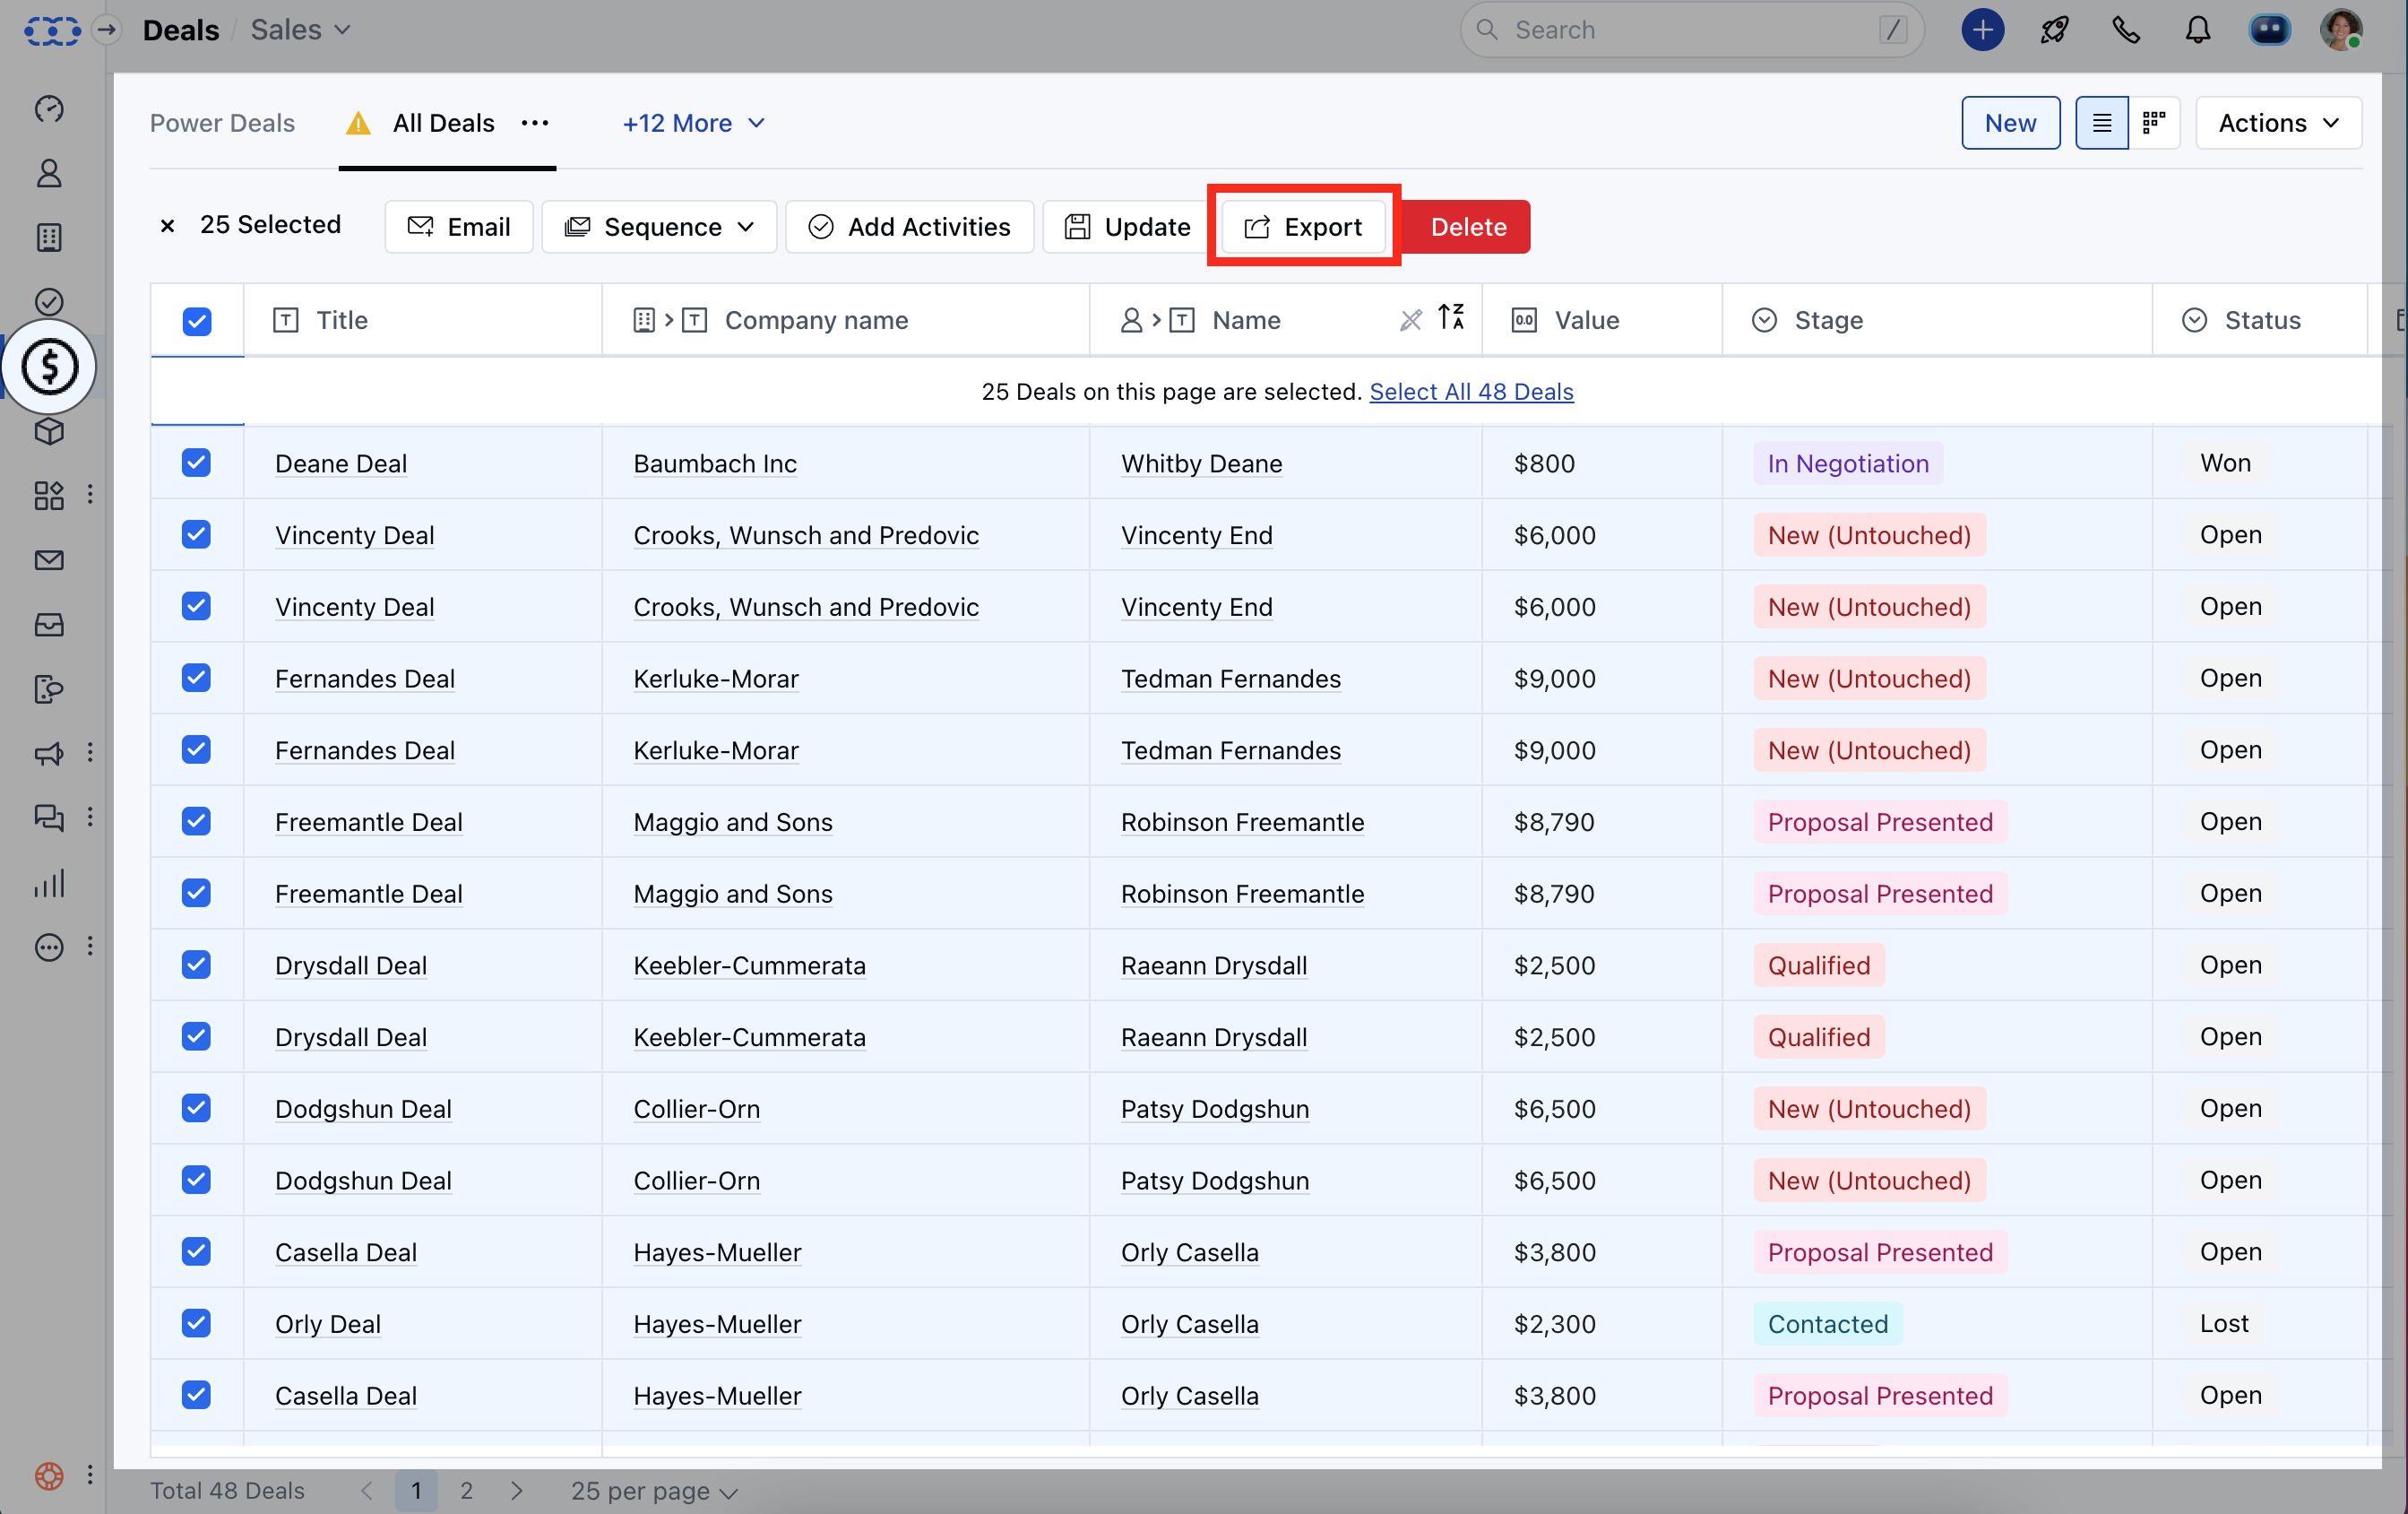 Deals / Sales
Search /
Power Deals All Deals ••• +12 More New Actions
25 Selected Email Sequence Add Activities Update Export Delete
T Title T Company name T Name Z A 0.0 Value Stage Status
25 Deals on this page are selected. Select All 48 Deals
Deane Deal Baumbach Inc Whitby Deane $800 In Negotiation Won
Vincenty Deal Crooks, Wunsch and Predovic Vincenty End $6,000 New (Untouched) Open
Vincenty Deal Crooks, Wunsch and Predovic Vincenty End $6,000 New (Untouched) Open
Fernandes Deal Kerluke-Morar Tedman Fernandes $9,000 New (Untouched) Open
Fernandes Deal Kerluke-Morar Tedman Fernandes $9,000 New (Untouched) Open
Freemantle Deal Maggio and Sons Robinson Freemantle $8,790 Proposal Presented Open
Freemantle Deal Maggio and Sons Robinson Freemantle $8,790 Proposal Presented Open
Drysdall Deal Keebler-Cummerata Raeann Drysdall $2,500 Qualified Open
Drysdall Deal Keebler-Cummerata Raeann Drysdall $2,500 Qualified Open
Dodgshun Deal Collier-Orn Patsy Dodgshun $6,500 New (Untouched) Open
Dodgshun Deal Collier-Orn Patsy Dodgshun $6,500 New (Untouched) Open
Casella Deal Hayes-Mueller Orly Casella $3,800 Proposal Presented Open
Orly Deal Hayes-Mueller Orly Casella $2,300 Contacted Lost
Casella Deal Hayes-Mueller Orly Casella $3,800 Proposal Presented Open
Total 48 Deals 1 2 25 per page